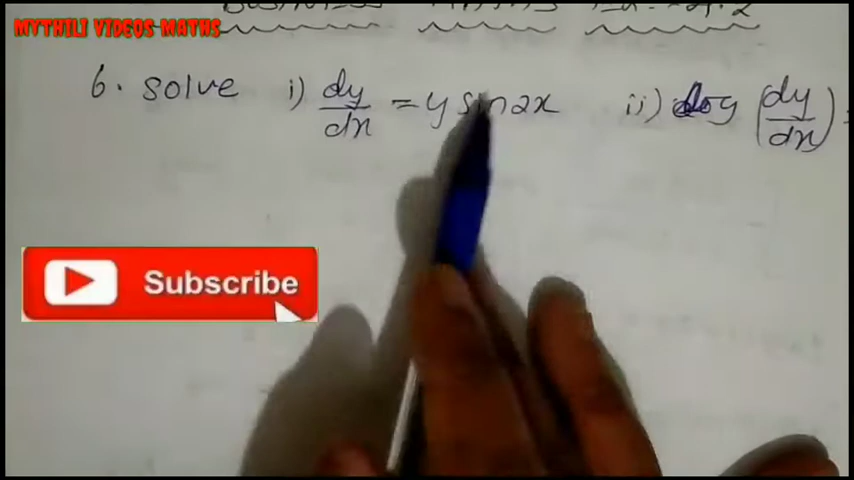 MYTHILI VIDEOS MATHS
6. solve i) dy/dx = y sin2x ii) log (dy/dx) =
Subscribe